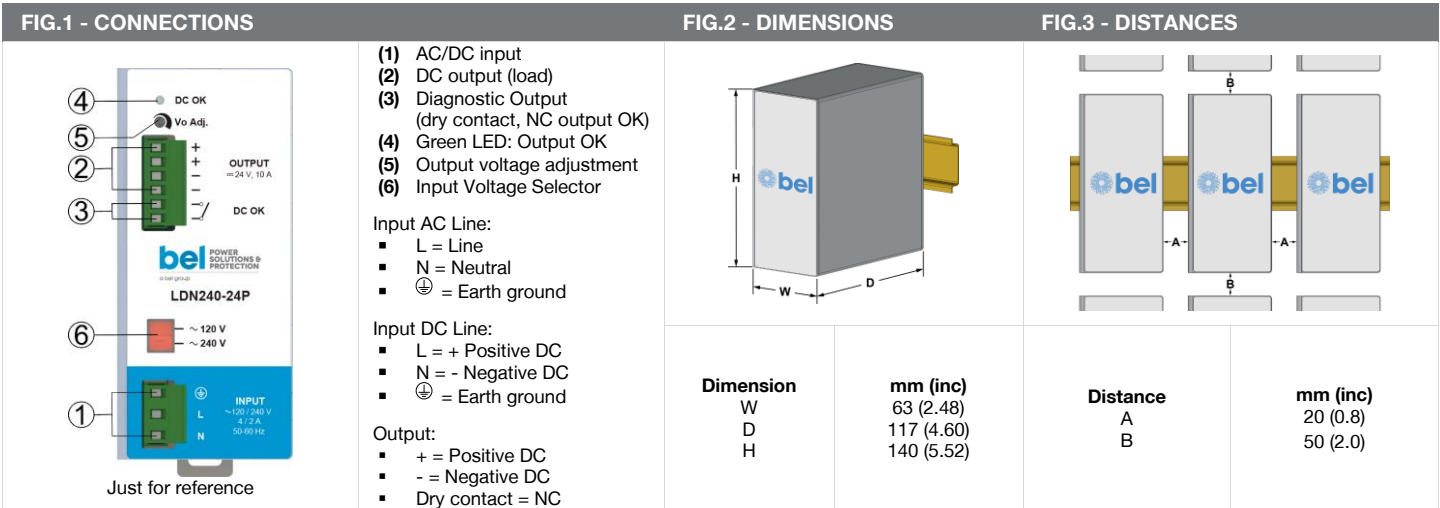 FIG.1 - CONNECTIONS
④
DC OK
⑤
Vo Adj.
②
+
+
−
−
OUTPUT
⎓ 24 V, 10 A
③
DC OK
bel POWER
SOLUTIONS &
PROTECTION
a bel group
LDN240-24P
⑥
~ 120 V
~ 240 V
①
L
N
INPUT
~120 / 240 V
4 / 2 A
50-60 Hz
Just for reference
(1) AC/DC input
(2) DC output (load)
(3) Diagnostic Output
(dry contact, NC output OK)
(4) Green LED: Output OK
(5) Output voltage adjustment
(6) Input Voltage Selector
Input AC Line:
▪ L = Line
▪ N = Neutral
▪ ⏚ = Earth ground
Input DC Line:
▪ L = + Positive DC
▪ N = - Negative DC
▪ ⏚ = Earth ground
Output:
▪ + = Positive DC
▪ - = Negative DC
▪ Dry contact = NC
FIG.2 - DIMENSIONS
H
bel
W
D
Dimension mm (inc)
W 63 (2.48)
D 117 (4.60)
H 140 (5.52)
FIG.3 - DISTANCES
B
bel bel bel
A A
B
Distance mm (inc)
A 20 (0.8)
B 50 (2.0)